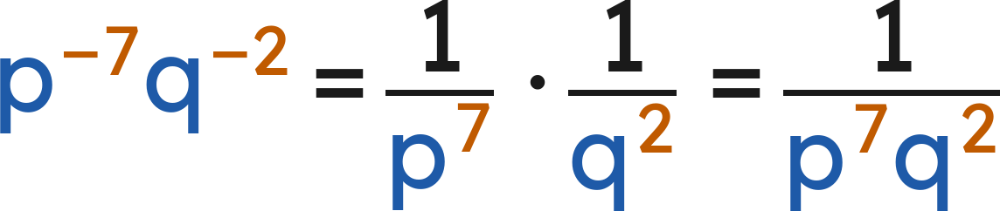 p⁻⁷q⁻² = 1/p⁷ · 1/q² = 1/p⁷q²